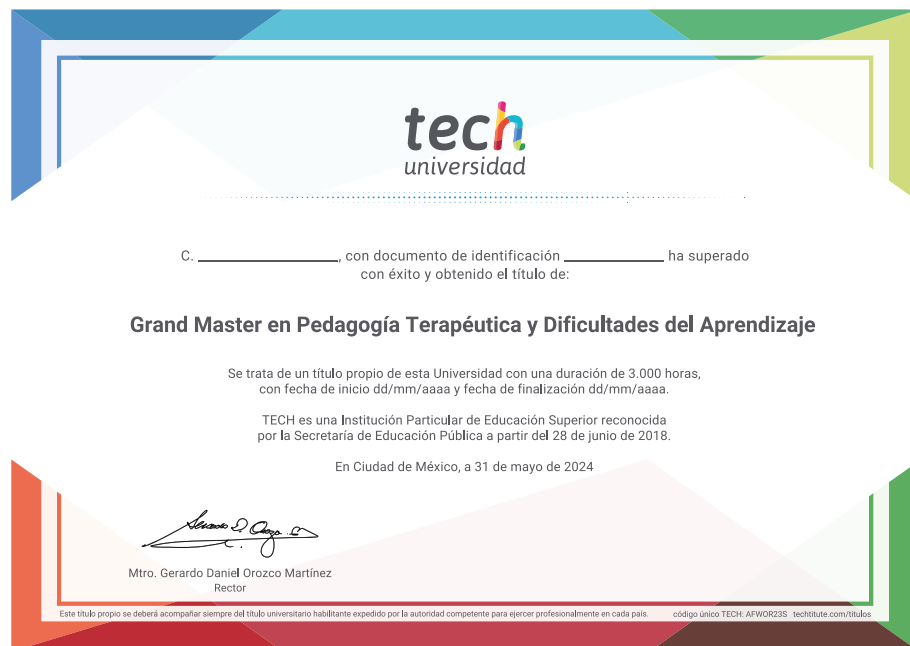 tech
universidad
C. ____________________, con documento de identificación ______________ ha superado
con éxito y obtenido el título de:
Grand Master en Pedagogía Terapéutica y Dificultades del Aprendizaje
Se trata de un título propio de esta Universidad con una duración de 3.000 horas,
con fecha de inicio dd/mm/aaaa y fecha de finalización dd/mm/aaaa.
TECH es una Institución Particular de Educación Superior reconocida
por la Secretaría de Educación Pública a partir del 28 de junio de 2018.
En Ciudad de México, a 31 de mayo de 2024
Mtro. Gerardo Daniel Orozco Martínez
Rector
Este título propio se deberá acompañar siempre del título universitario habilitante expedido por la autoridad competente para ejercer profesionalmente en cada país. código único TECH: AFWOR23S techtitute.com/titulos